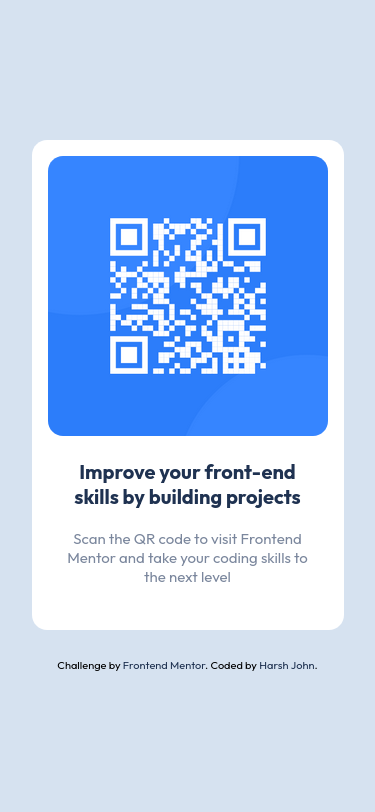 Improve your front-end
skills by building projects
Scan the QR code to visit Frontend
Mentor and take your coding skills to
the next level
Challenge by Frontend Mentor. Coded by Harsh John.